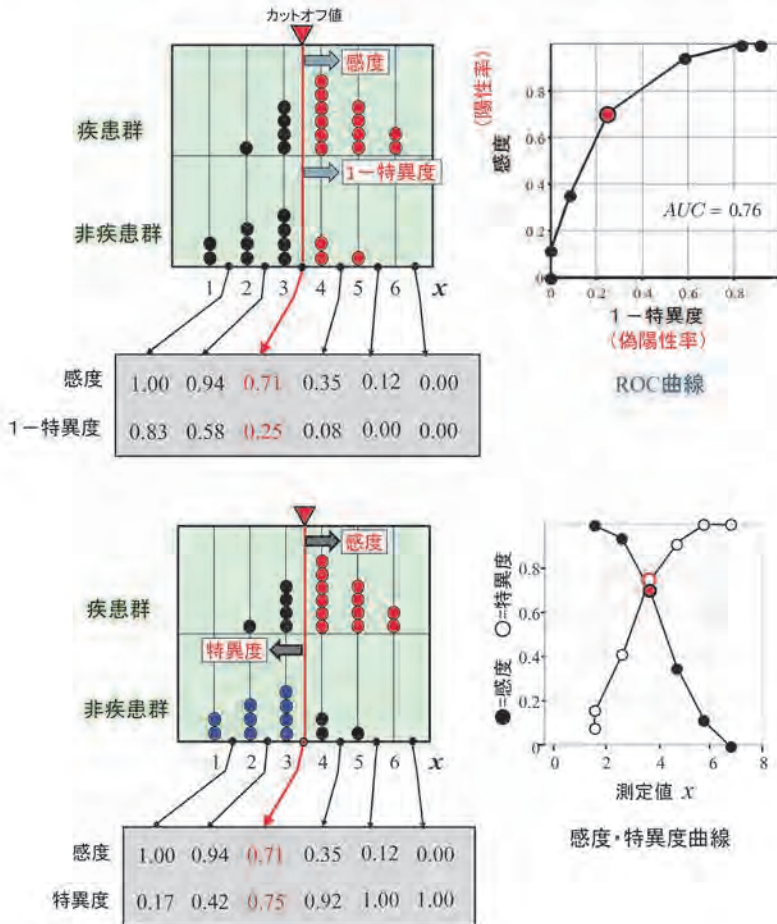 カットオフ値
感度
疾患群
1－特異度
非疾患群
1 2 3 4 5 6 x
感度 1.00 0.94 0.71 0.35 0.12 0.00
1－特異度 0.83 0.58 0.25 0.08 0.00 0.00
(陽性率)
感度
0.8
0.6
0.4
0.2
0
AUC = 0.76
0 0.2 0.4 0.6 0.8
1－特異度
(偽陽性率)
ROC曲線
感度
疾患群
特異度
非疾患群
1 2 3 4 5 6 x
感度 1.00 0.94 0.71 0.35 0.12 0.00
特異度 0.17 0.42 0.75 0.92 1.00 1.00
○=特異度
●=感度
0.8
0.6
0.4
0.2
0
0 2 4 6 8
測定値 x
感度・特異度曲線